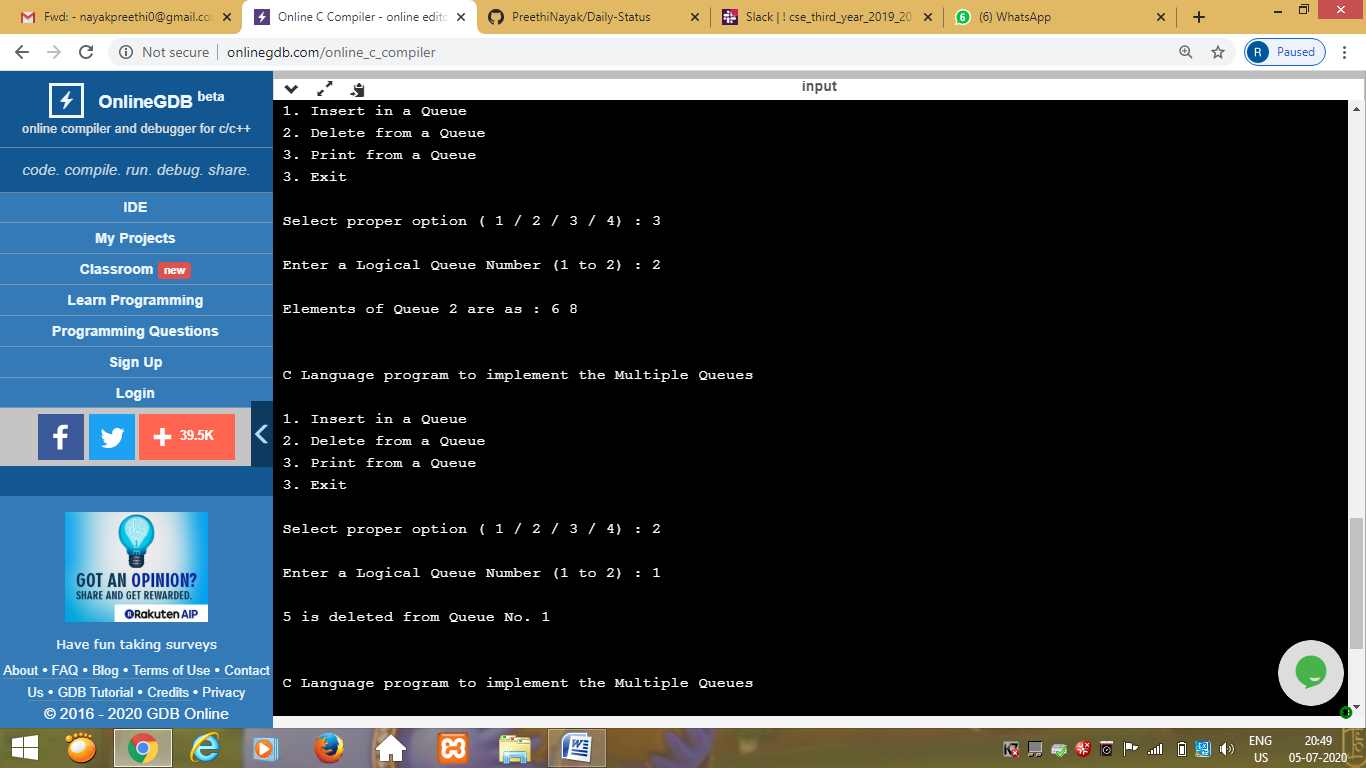 Fwd: - nayakpreethi0@gmail.co
Online C Compiler - online edito
PreethiNayak/Daily-Status
Slack | ! cse_third_year_2019_20
(6) WhatsApp
Not secure | onlinegdb.com/online_c_compiler
R Paused
OnlineGDB beta
online compiler and debugger for c/c++
code. compile. run. debug. share.
IDE
My Projects
Classroom new
Learn Programming
Programming Questions
Sign Up
Login
39.5K
GOT AN OPINION?
SHARE AND GET REWARDED.
Rakuten AIP
Have fun taking surveys
About • FAQ • Blog • Terms of Use • Contact
Us • GDB Tutorial • Credits • Privacy
© 2016 - 2020 GDB Online
input
1. Insert in a Queue
2. Delete from a Queue
3. Print from a Queue
3. Exit
Select proper option ( 1 / 2 / 3 / 4) : 3
Enter a Logical Queue Number (1 to 2) : 2
Elements of Queue 2 are as : 6 8
C Language program to implement the Multiple Queues
1. Insert in a Queue
2. Delete from a Queue
3. Print from a Queue
3. Exit
Select proper option ( 1 / 2 / 3 / 4) : 2
Enter a Logical Queue Number (1 to 2) : 1
5 is deleted from Queue No. 1
C Language program to implement the Multiple Queues
ENG
US
20:49
05-07-2020